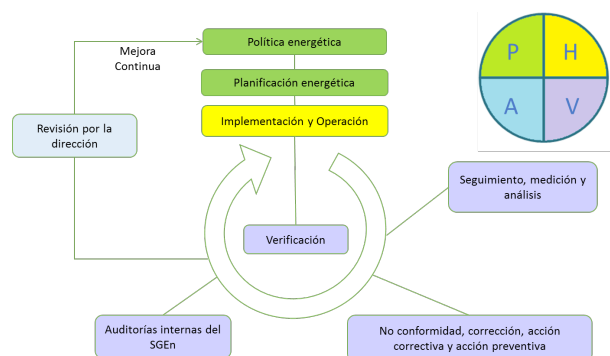 Política energética
Mejora
Continua
Planificación energética
Implementación y Operación
P
H
A
V
Revisión por la
dirección
Seguimiento, medición y
análisis
Verificación
Auditorías internas del
SGEn
No conformidad, corrección, acción
correctiva y acción preventiva